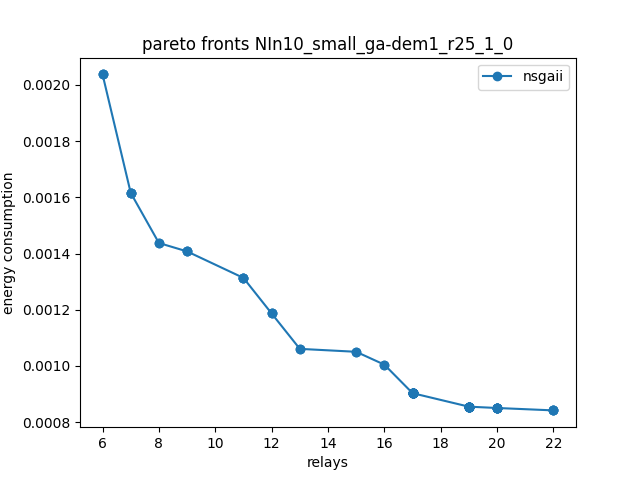 pareto fronts NIn10_small_ga-dem1_r25_1_0
nsgaii
energy consumption
0.0020
0.0018
0.0016
0.0014
0.0012
0.0010
0.0008
6 8 10 12 14 16 18 20 22
relays